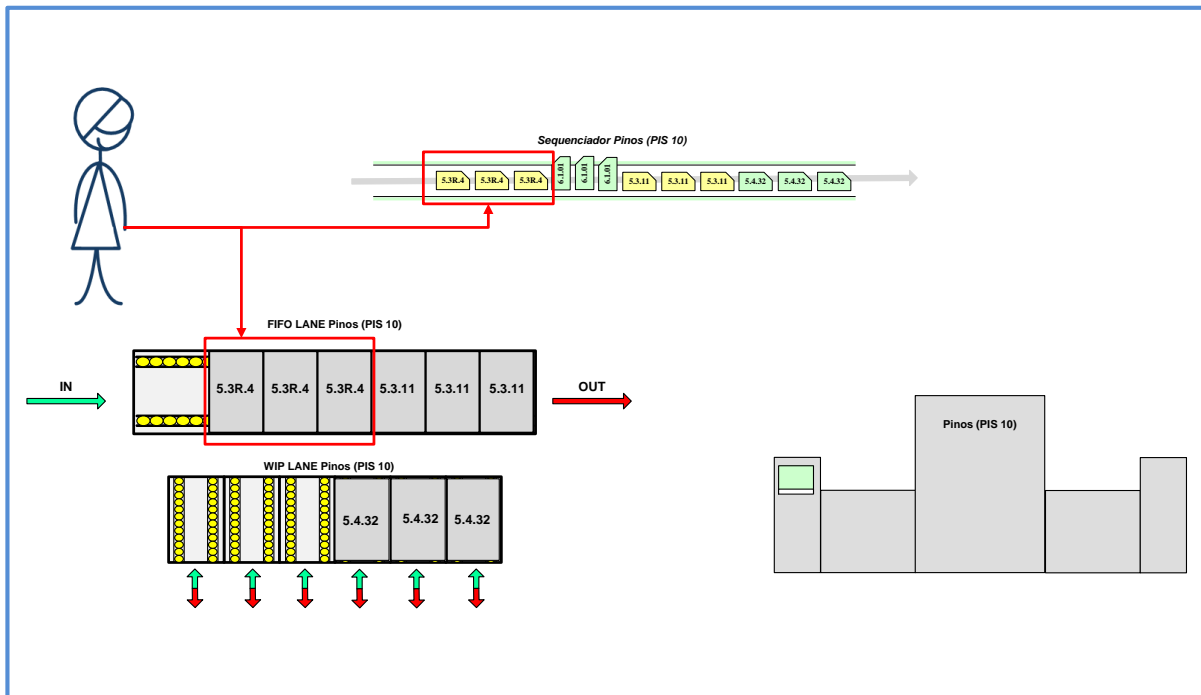 Sequenciador Pinos (PIS 10)
5.3R.4 5.3R.4 5.3R.4 6.1.01 6.1.01 6.1.01 5.3.11 5.3.11 5.3.11 5.4.32 5.4.32 5.4.32
FIFO LANE Pinos (PIS 10)
IN
5.3R.4 5.3R.4 5.3R.4 5.3.11 5.3.11 5.3.11
OUT
Pinos (PIS 10)
WIP LANE Pinos (PIS 10)
5.4.32 5.4.32 5.4.32